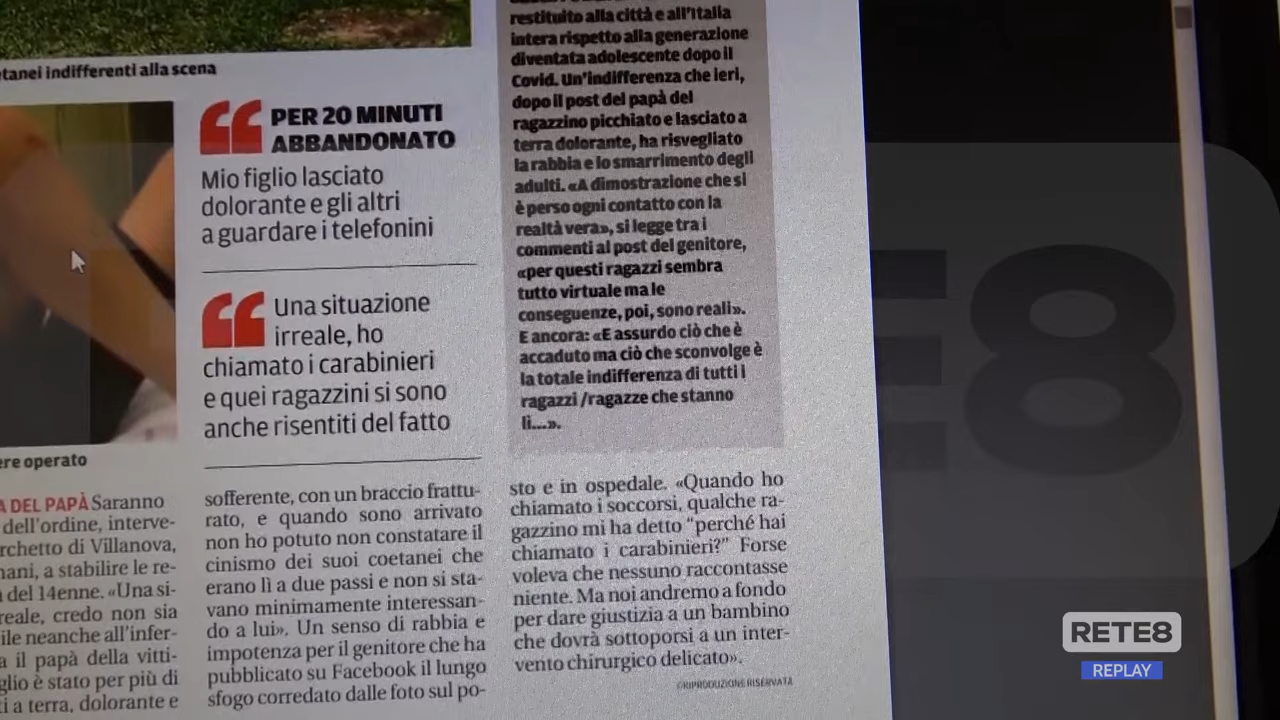 tanei indifferenti alla scena
PER 20 MINUTI
ABBANDONATO
Mio figlio lasciato
dolorante e gli altri
a guardare i telefonini
Una situazione
irreale, ho
chiamato i carabinieri
e quei ragazzini si sono
anche risentiti del fatto
ere operato
A DEL PAPÀ Saranno
dell'ordine, interve-
rchetto di Villanova,
nani, a stabilire le re-
del 14enne. «Una si-
reale, credo non sia
ile neanche all'infer-
a il papà della vitti-
glio è stato per più di
i a terra, dolorante e
sofferente, con un braccio frattu-
rato, e quando sono arrivato
non ho potuto non constatare il
cinismo dei suoi coetanei che
erano lì a due passi e non si sta-
vano minimamente interessan-
do a lui». Un senso di rabbia e
impotenza per il genitore che ha
pubblicato su Facebook il lungo
sfogo corredato dalle foto sul po-
restituito alla città e all'Italia
intera rispetto alla generazione
diventata adolescente dopo il
Covid. Un'indifferenza che ieri,
dopo il post del papà del
ragazzino picchiato e lasciato a
terra dolorante, ha risvegliato
la rabbia e lo smarrimento degli
adulti. «A dimostrazione che si
è perso ogni contatto con la
realtà vera», si legge tra i
commenti al post del genitore,
«per questi ragazzi sembra
tutto virtuale ma le
conseguenze, poi, sono reali».
E ancora: «E assurdo ciò che è
accaduto ma ciò che sconvolge è
la totale indifferenza di tutti i
ragazzi /ragazze che stanno
lì...».
sto e in ospedale. «Quando ho
chiamato i soccorsi, qualche ra-
gazzino mi ha detto "perché hai
chiamato i carabinieri?" Forse
voleva che nessuno raccontasse
niente. Ma noi andremo a fondo
per dare giustizia a un bambino
che dovrà sottoporsi a un inter-
vento chirurgico delicato».
©RIPRODUZIONE RISERVATA
E8
RETE8
REPLAY